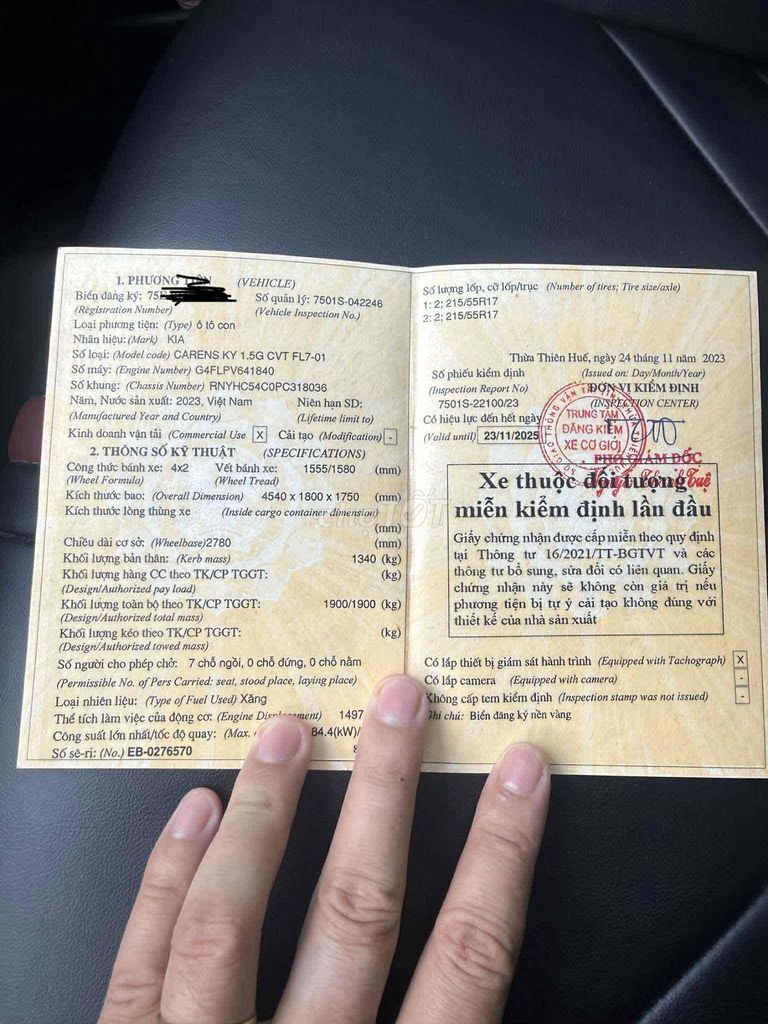 1. PHƯƠNG TIỆN (VEHICLE)
Biển đăng ký: 75 Số quản lý: 7501S-042246
(Registration Number) (Vehicle Inspection No.)
Loại phương tiện: (Type) ô tô con
Nhãn hiệu: (Mark) KIA
Số loại: (Model code) CARENS KY 1.5G CVT FL7-01
Số máy: (Engine Number) G4FLPV641840
Số khung: (Chassis Number) RNYHC54C0PC318036
Năm, Nước sản xuất: 2023, Việt Nam Niên hạn SD:
(Manufactured Year and Country) (Lifetime limit to)
Kinh doanh vận tải (Commercial Use) X Cải tạo (Modification) -
2. THÔNG SỐ KỸ THUẬT (SPECIFICATIONS)
Công thức bánh xe: 4x2 Vết bánh xe: 1555/1580 (mm)
(Wheel Formula) (Wheel Tread)
Kích thước bao: (Overall Dimension) 4540 x 1800 x 1750 (mm)
Kích thước lòng thùng xe (Inside cargo container dimension)
(mm)
Chiều dài cơ sở: (Wheelbase) 2780 (mm)
Khối lượng bản thân: (Kerb mass) 1340 (kg)
Khối lượng hàng CC theo TK/CP TGGT: (kg)
(Design/Authorized pay load)
Khối lượng toàn bộ theo TK/CP TGGT: 1900/1900 (kg)
(Design/Authorized total mass)
Khối lượng kéo theo TK/CP TGGT: (kg)
(Design/Authorized towed mass)
Số người cho phép chở: 7 chỗ ngồi, 0 chỗ đứng, 0 chỗ nằm
(Permissible No. of Pers Carried: seat, stood place, laying place)
Loại nhiên liệu: (Type of Fuel Used) Xăng
Thể tích làm việc của động cơ: (Engine Displacement) 1497
Công suất lớn nhất/tốc độ quay: (Max. 84.4(kW)/
Số sê-ri: (No.) EB-0276570
Số lượng lốp, cỡ lốp/trục (Number of tires; Tire size/axle)
1: 2; 215/55R17
2: 2; 215/55R17
Thừa Thiên Huế, ngày 24 tháng 11 năm 2023
Số phiếu kiểm định (Issued on: Day/Month/Year)
(Inspection Report No) ĐƠN VỊ KIỂM ĐỊNH
7501S-22100/23 (INSPECTION CENTER)
Có hiệu lực đến hết ngày
(Valid until) 23/11/2025
TRUNG TÂM
ĐĂNG KIỂM
XE CƠ GIỚI
PHÓ GIÁM ĐỐC
Xe thuộc đối tượng
miễn kiểm định lần đầu
Giấy chứng nhận được cấp miễn theo quy định
tại Thông tư 16/2021/TT-BGTVT và các
thông tư bổ sung, sửa đổi có liên quan. Giấy
chứng nhận này sẽ không còn giá trị nếu
phương tiện bị tự ý cải tạo không đúng với
thiết kế của nhà sản xuất
Có lắp thiết bị giám sát hành trình (Equipped with Tachograph) X
Có lắp camera (Equipped with camera) -
Không cấp tem kiểm định (Inspection stamp was not issued) -
Ghi chú: Biển đăng ký nền vàng